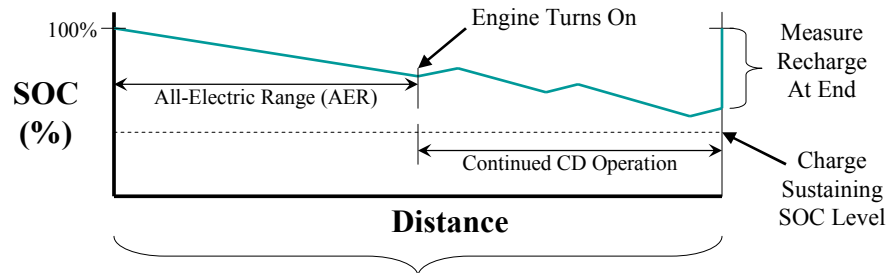 Engine Turns On
100%
Measure
Recharge
At End
SOC
(%)
All-Electric Range (AER)
Continued CD Operation
Charge
Sustaining
SOC Level
Distance